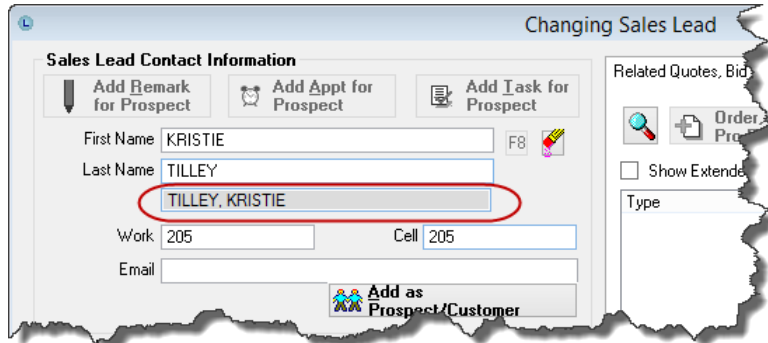 L
Changing Sales Lead
Sales Lead Contact Information
Add Remark for Prospect
Add Appt for Prospect
Add Task for Prospect
First Name KRISTIE
F8
Last Name TILLEY
TILLEY, KRISTIE
Work 205
Cell 205
Email
Add as Prospect/Customer
Related Quotes, Bid
Order,
Show Extende
Type